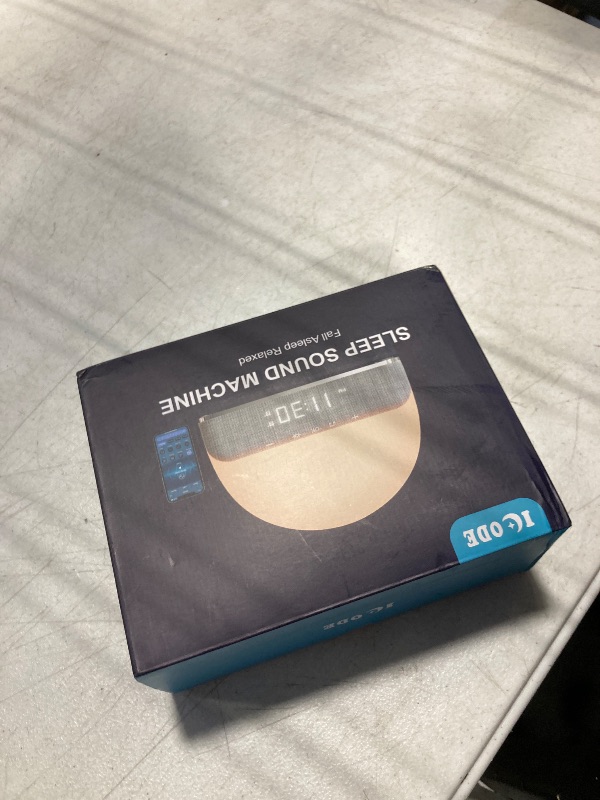 ICODE
11:30
SLEEP SOUND MACHINE
Fall Asleep Relaxed
ICODE